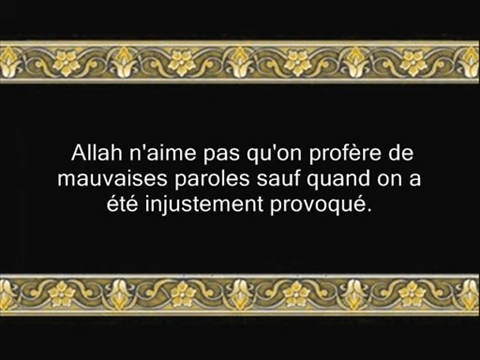 Allah n'aime pas qu'on profère de
mauvaises paroles sauf quand on a
été injustement provoqué.